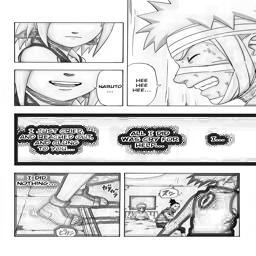 HEE
HEE
HEE...
NARUTO
...
I...
ALL I DID
WAS CRY FOR
HELP...
I JUST CRIED
AND REACHED OUT
AND CLUNG
TO YOU...
I DID
NOTHING...